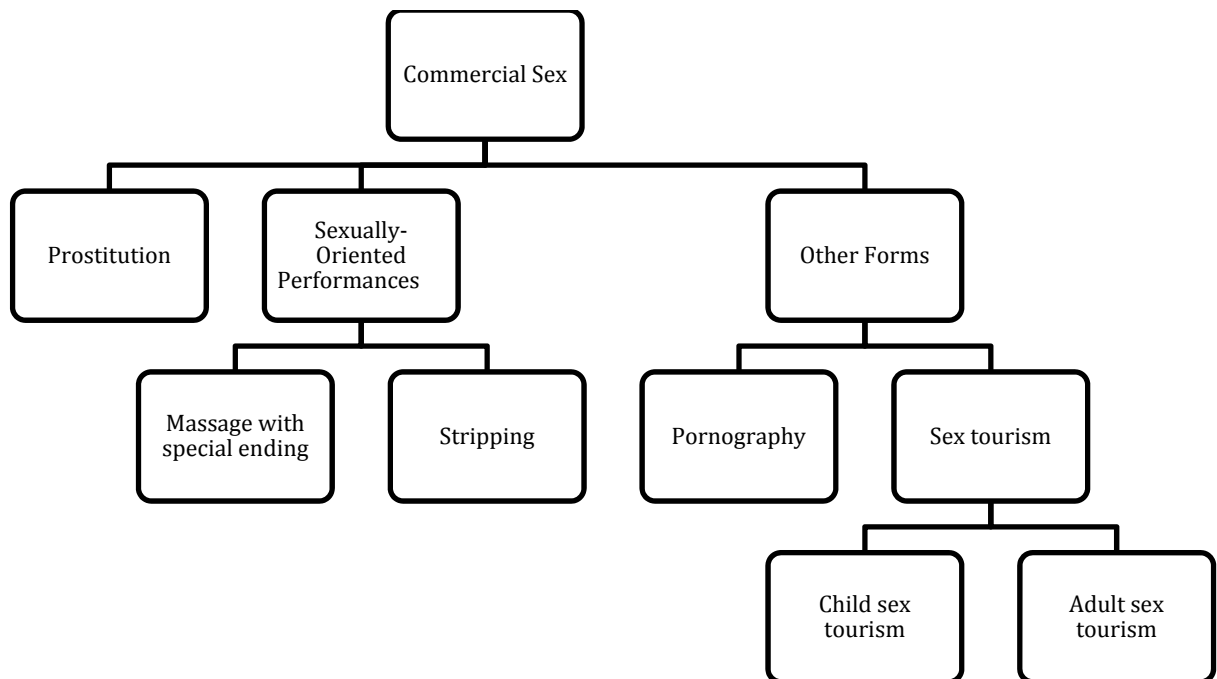 Commercial Sex
Prostitution
Sexually-
Oriented
Performances
Other Forms
Massage with
special ending
Stripping
Pornography
Sex tourism
Child sex
tourism
Adult sex
tourism